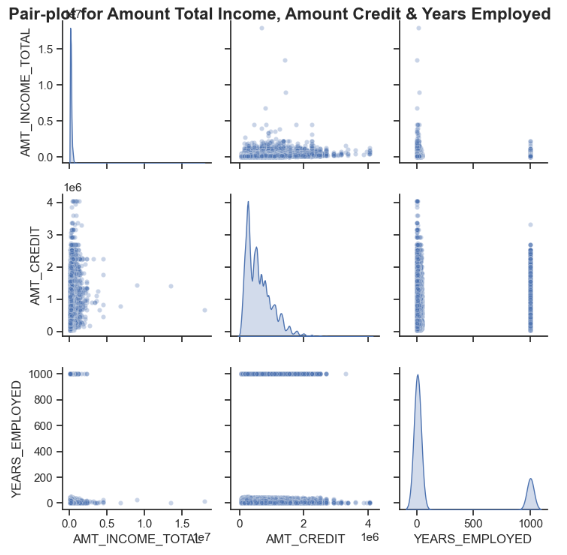 Pair-plot for Amount Total Income, Amount Credit & Years Employed
1e7
AMT_INCOME_TOTAL
1.5
1.0
0.5
0.0
1e6
AMT_CREDIT
4
3
2
1
0
YEARS_EMPLOYED
1000
800
600
400
200
0
0.0 0.5 1.0 1.5
AMT_INCOME_TOTAL 1e7
0 2 4
AMT_CREDIT 1e6
0 500 1000
YEARS_EMPLOYED